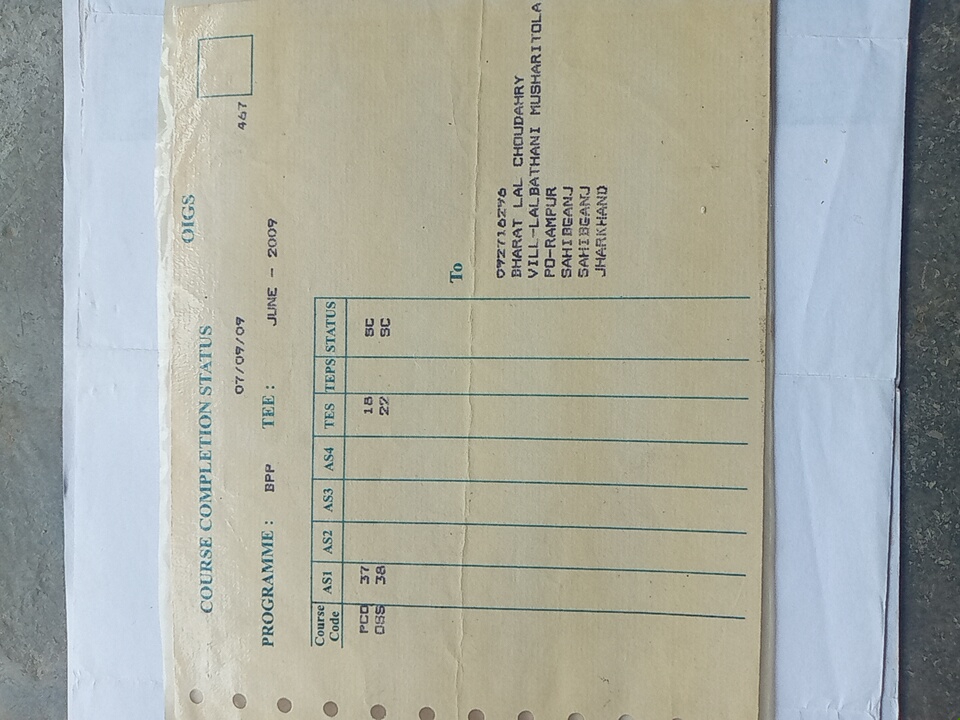 COURSE COMPLETION STATUS OIGS
07/09/09 467
PROGRAMME : BPP TEE : JUNE - 2009
Course Code AS1 AS2 AS3 AS4 TES TEPS STATUS
PCO 37 18 SC
OSS 38 22 SC
To
092716296
BHARAT LAL CHOUDAHRY
VILL-LALBATHANI MUSHARITOLA
PO-RAMPUR
SAHIBGANJ
SAHIBGANJ
JHARKHAND